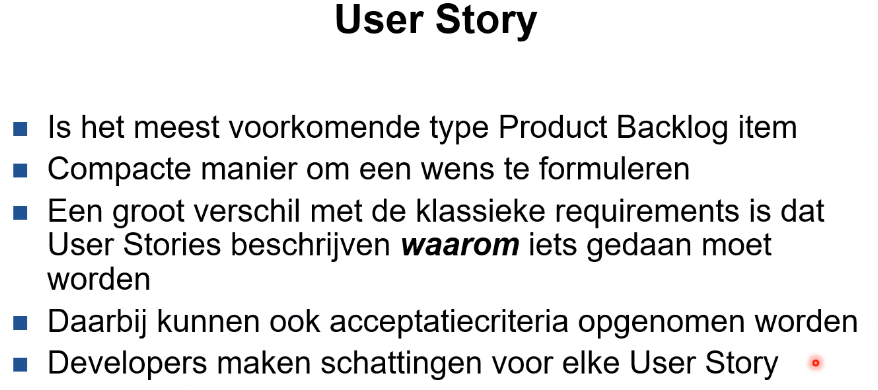 User Story
Is het meest voorkomende type Product Backlog item
Compacte manier om een wens te formuleren
Een groot verschil met de klassieke requirements is dat
User Stories beschrijven waarom iets gedaan moet
worden
Daarbij kunnen ook acceptatiecriteria opgenomen worden
Developers maken schattingen voor elke User Story